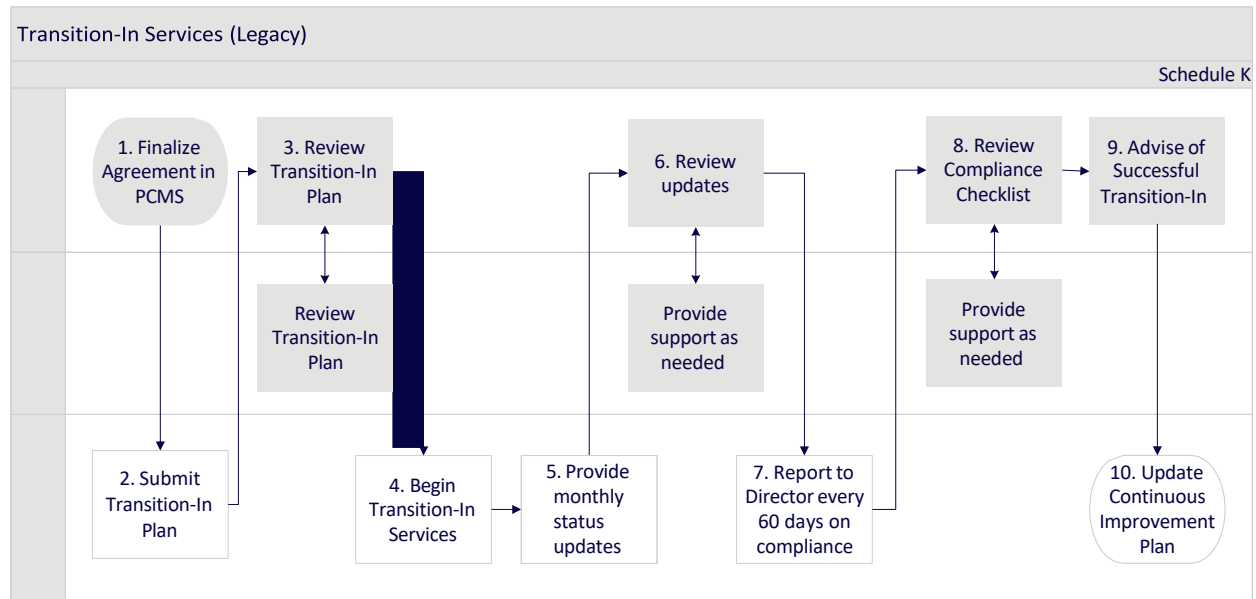 Transition-In Services (Legacy)
Schedule K
1. Finalize
Agreement in
PCMS
3. Review
Transition-In
Plan
6. Review
updates
8. Review
Compliance
Checklist
9. Advise of
Successful
Transition-In
Review
Transition-In
Plan
Provide
support as
needed
Provide
support as
needed
2. Submit
Transition-In
Plan
4. Begin
Transition-In
Services
5. Provide
monthly
status
updates
7. Report to
Director every
60 days on
compliance
10. Update
Continuous
Improvement
Plan